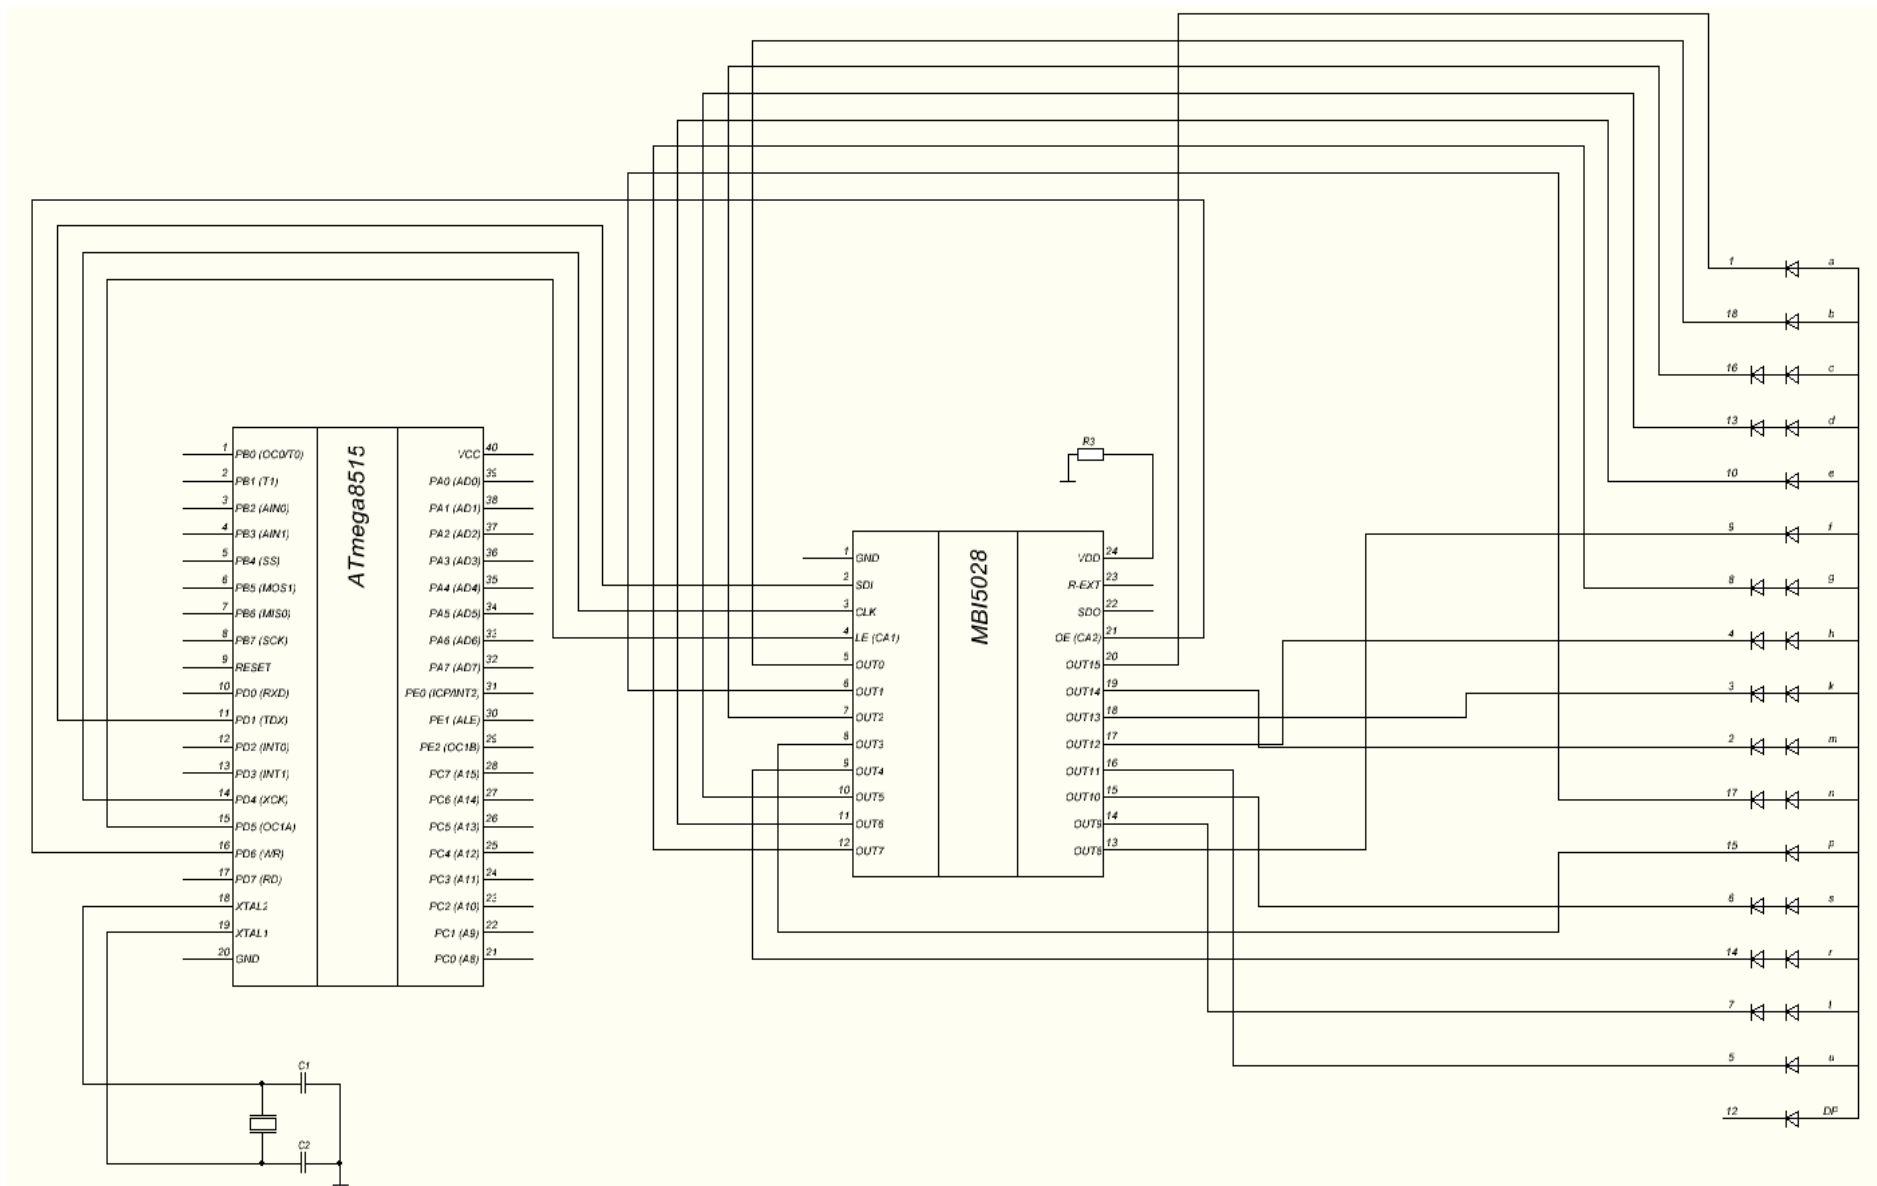 ATmega8515
1 PB0 (OC0/T0)
2 PB1 (T1)
3 PB2 (AIN0)
4 PB3 (AIN1)
5 PB4 (SS)
6 PB5 (MOS1)
7 PB6 (MIS0)
8 PB7 (SCK)
9 RESET
10 PD0 (RXD)
11 PD1 (TDX)
12 PD2 (INT0)
13 PD3 (INT1)
14 PD4 (XCK)
15 PD5 (OC1A)
16 PD6 (WR)
17 PD7 (RD)
18 XTAL2
19 XTAL1
20 GND
VCC 40
PA0 (AD0) 39
PA1 (AD1) 38
PA2 (AD2) 37
PA3 (AD3) 36
PA4 (AD4) 35
PA5 (AD5) 34
PA6 (AD6) 33
PA7 (AD7) 32
PE0 (ICP/INT2) 31
PE1 (ALE) 30
PE2 (OC1B) 29
PC7 (A15) 28
PC6 (A14) 27
PC5 (A13) 26
PC4 (A12) 25
PC3 (A11) 24
PC2 (A10) 23
PC1 (A9) 22
PC0 (A8) 21
C1
C2
R3
MBI5028
1 GND
2 SDI
3 CLK
4 LE (CA1)
5 OUT0
6 OUT1
7 OUT2
8 OUT3
9 OUT4
10 OUT5
11 OUT6
12 OUT7
VDD 24
R-EXT 23
SDO 22
OE (CA2) 21
OUT15 20
OUT14 19
OUT13 18
OUT12 17
OUT11 16
OUT10 15
OUT9 14
OUT8 13
1 a
18 b
16 c
13 d
10 e
9 f
8 g
4 h
3 k
2 m
17 n
15 p
6 s
14 r
7 t
5 u
12 DP